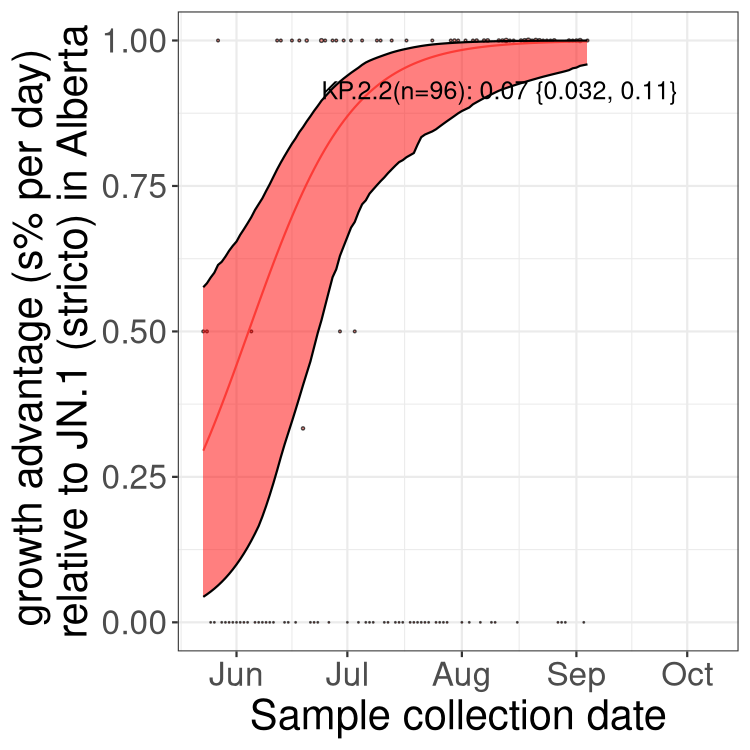 growth advantage (s% per day)
relative to JN.1 (stricto) in Alberta
1.00
0.75
0.50
0.25
0.00
KP.2.2(n=96): 0.07 {0.032, 0.11}
Jun Jul Aug Sep Oct
Sample collection date